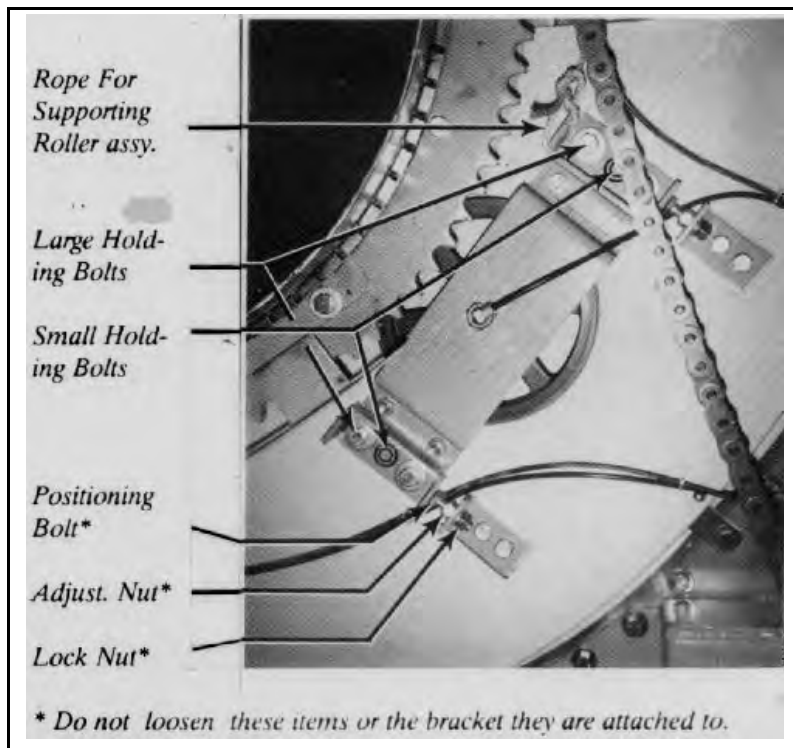 Rope For
Supporting
Roller assy.
Large Hold-
ing Bolts
Small Hold-
ing Bolts
Positioning
Bolt*
Adjust. Nut*
Lock Nut*
* Do not loosen these items or the bracket they are attached to.